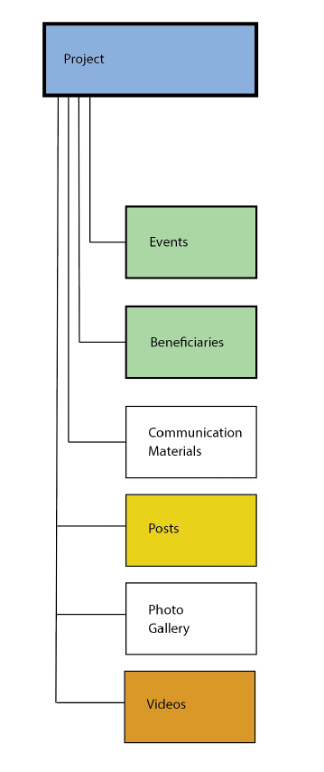 Project
Events
Beneficiaries
Communication
Materials
Posts
Photo
Gallery
Videos